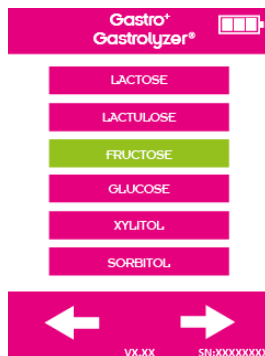 Gastro⁺
Gastrolyzer®
LACTOSE
LACTULOSE
FRUCTOSE
GLUCOSE
XYLITOL
SORBITOL
VX.XX SN:XXXXXXX